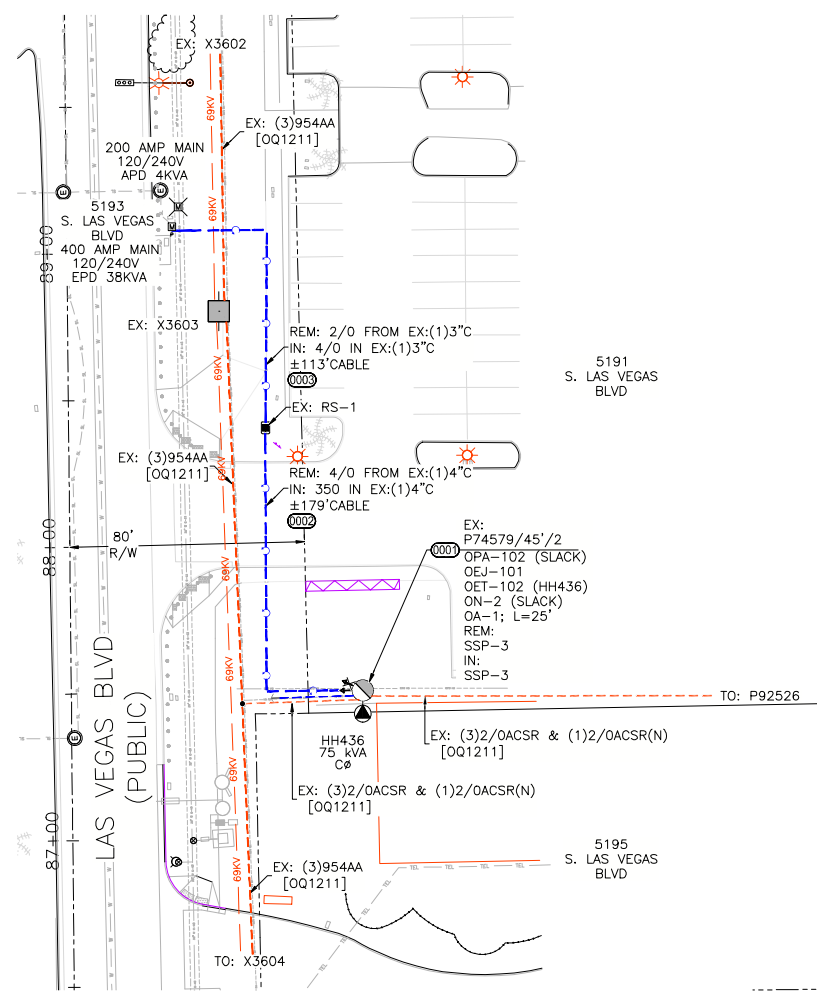 EX: X3602
69KV
EX: (3)954AA
[OQ1211]
200 AMP MAIN
120/240V
APD 4KVA
E
E
69KV
5193
S. LAS VEGAS
BLVD
400 AMP MAIN
120/240V
EPD 38KVA
M
M
89+00
EX: X3603
REM: 2/0 FROM EX:(1)3"C
IN: 4/0 IN EX:(1)3"C
±113'CABLE
0003
69KV
5191
S. LAS VEGAS
BLVD
EX: RS-1
EX: (3)954AA
[OQ1211]
69KV
REM: 4/0 FROM EX:(1)4"C
IN: 350 IN EX:(1)4"C
±179'CABLE
0002
80'
R/W
88+00
69KV
0001
EX:
P74579/45'/2
OPA-102 (SLACK)
OEJ-101
OET-102 (HH436)
ON-2 (SLACK)
OA-1; L=25'
REM:
SSP-3
IN:
SSP-3
69KV
TO: P92526
LAS VEGAS BLVD
(PUBLIC)
E
HH436
75 kVA
CØ
EX: (3)2/0ACSR & (1)2/0ACSR(N)
[OQ1211]
69KV
EX: (3)2/0ACSR & (1)2/0ACSR(N)
[OQ1211]
87+00
5195
S. LAS VEGAS
BLVD
69KV
EX: (3)954AA
[OQ1211]
TEL
TEL
TEL
TEL
TEL
TEL
TO: X3604